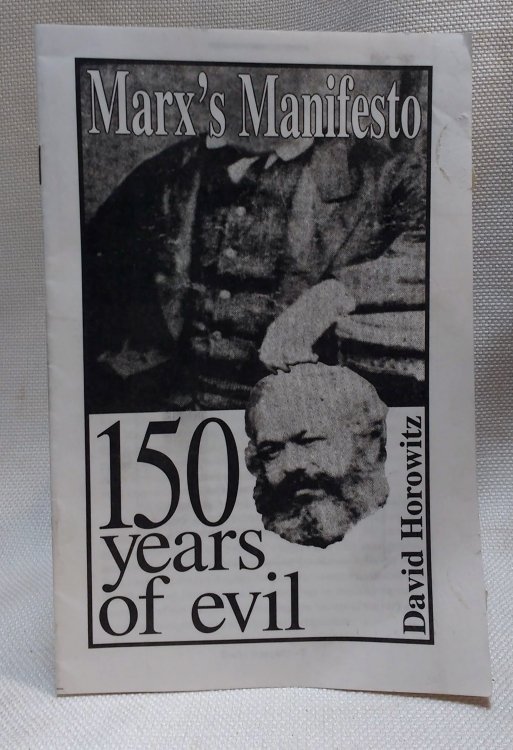 Marx's Manifesto
150
years
of evil
David Horowitz